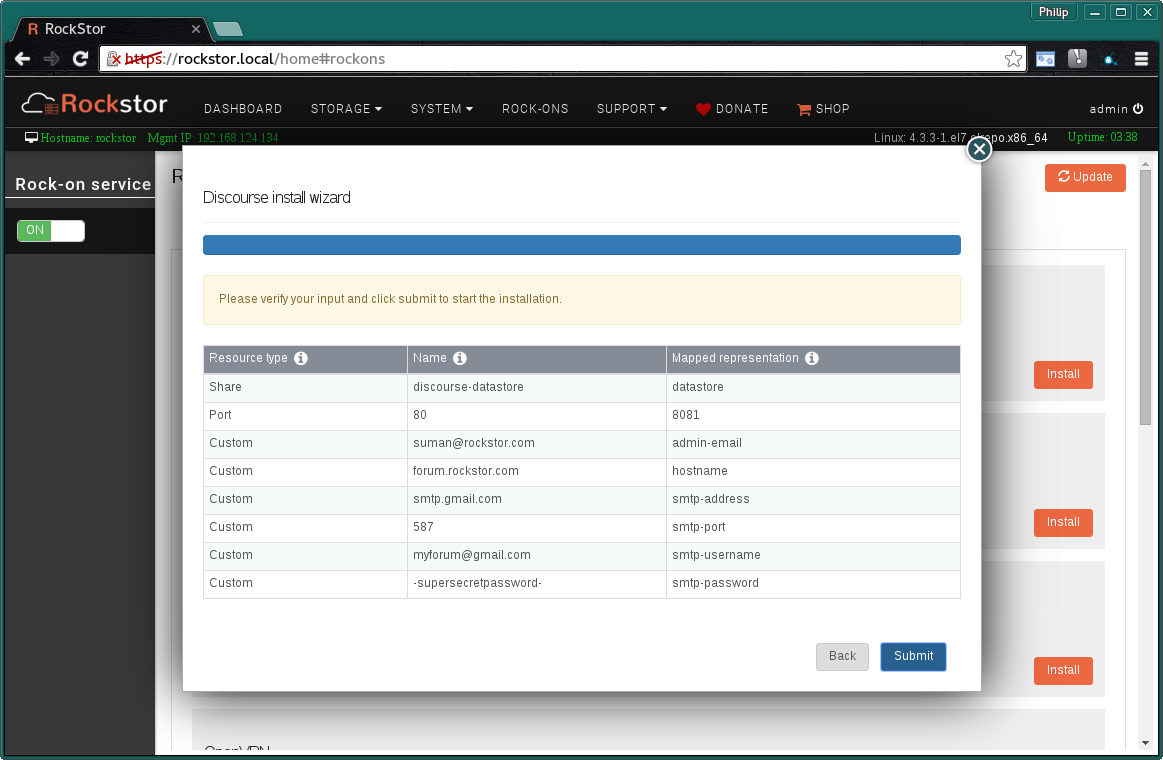 Philip
R RockStor
https://rockstor.local/home#rockons
Rockstor
DASHBOARD STORAGE SYSTEM ROCK-ONS SUPPORT DONATE SHOP admin
Hostname: rockstor Mgmt IP: 192.168.124.134 Linux: 4.3.3-1.el7.elrepo.x86_64 Uptime: 03:38
Rock-on service
R
Update
ON
Discourse install wizard
Please verify your input and click submit to start the installation.
Resource type Name Mapped representation
Share discourse-datastore datastore
Port 80 8081
Custom suman@rockstor.com admin-email
Custom forum.rockstor.com hostname
Custom smtp.gmail.com smtp-address
Custom 587 smtp-port
Custom myforum@gmail.com smtp-username
Custom -supersecretpassword- smtp-password
Back Submit
Install
Install
Install
OpenVPN